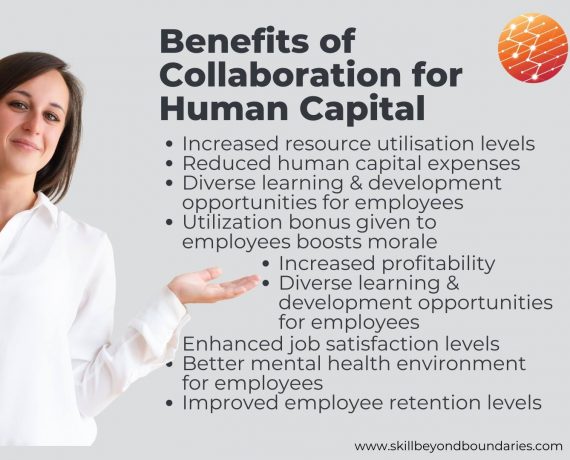 Benefits of
Collaboration for
Human Capital
• Increased resource utilisation levels
• Reduced human capital expenses
• Diverse learning & development
opportunities for employees
• Utilization bonus given to
employees boosts morale
• Increased profitability
• Diverse learning &
development opportunities
for employees
Enhanced job satisfaction levels
• Better mental health environment
for employees
• Improved employee retention levels
www.skillbeyondboundaries.com